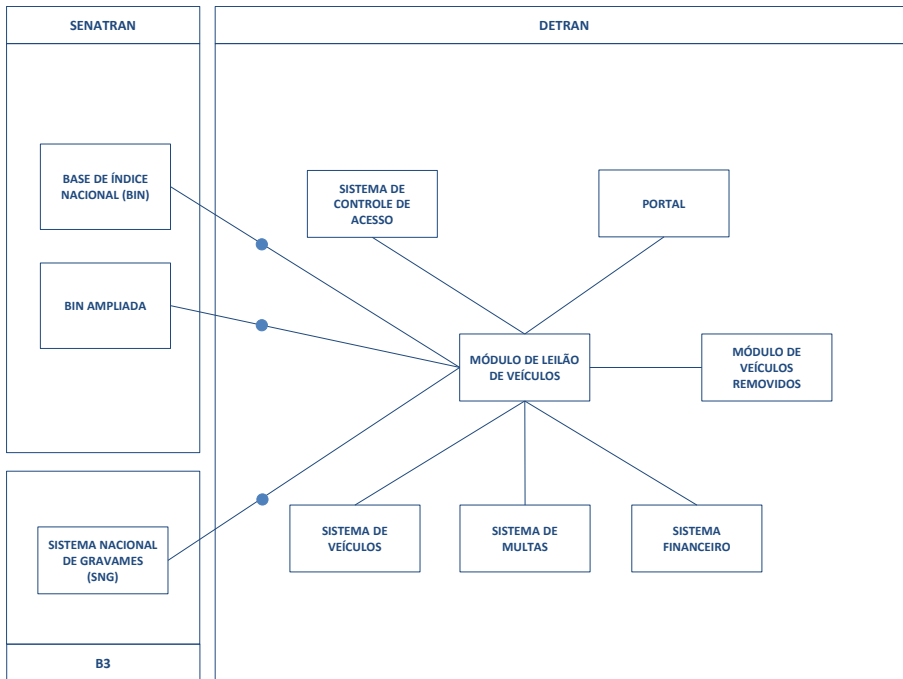 SENATRAN
DETRAN
BASE DE ÍNDICE
NACIONAL (BIN)
SISTEMA DE
CONTROLE DE
ACESSO
PORTAL
BIN AMPLIADA
MÓDULO DE LEILÃO
DE VEÍCULOS
MÓDULO DE
VEÍCULOS
REMOVIDOS
SISTEMA NACIONAL
DE GRAVAMES
(SNG)
SISTEMA DE
VEÍCULOS
SISTEMA DE
MULTAS
SISTEMA
FINANCEIRO
B3